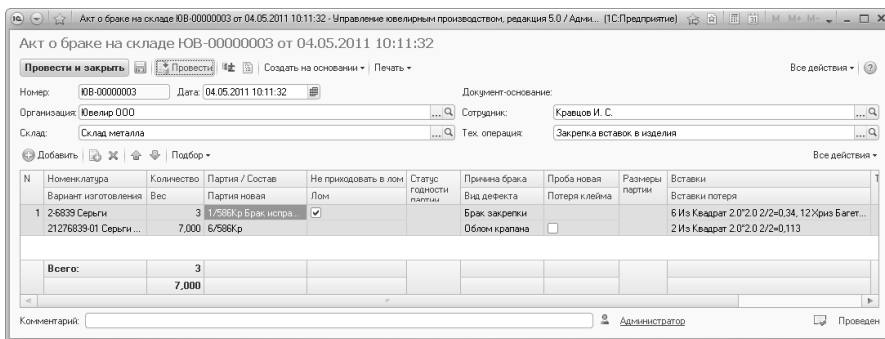 Акт о браке на складе ЮВ-00000003 от 04.05.2011 10:11:32 - Управление ювелирным производством, редакция 5.0 / Адми... (1С:Предприятие) M M+ M-
Акт о браке на складе ЮВ-00000003 от 04.05.2011 10:11:32
Провести и закрыть Провести Создать на основании Печать Все действия
Номер: ЮВ-00000003 Дата: 04.05.2011 10:11:32 Документ-основание:
Организация: Ювелир ООО ... Сотрудник: Кравцов И. С. ...
Склад: Склад металла ... Тех. операция: Закрепка вставок в изделия ...
Добавить Подбор Все действия
N Номенклатура Количество Партия / Состав Не приходовать в лом Статус годности партии Причина брака Проба новая Размеры партии Вставки Т
Вариант изготовления Вес Партия новая Лом Вид дефекта Потеря клейма Вставки потеря
1 2-6839 Серьги 3 1/586Кр Брак испра... Брак закрепки 6 Из Квадрат 2.0*2.0 2/2=0,34, 12 Хриз Багет...
21276839-01 Серьги ... 7,000 6/586Кр Облом крапана 2 Из Квадрат 2.0*2.0 2/2=0,113
Всего: 3
7,000
Комментарий: Администратор Проведен